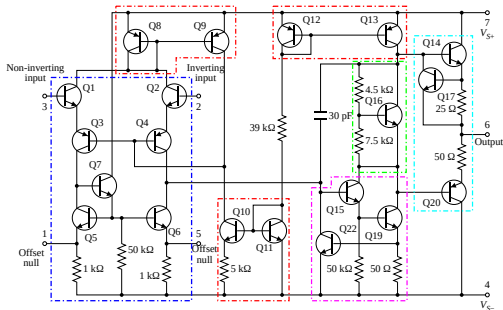 Q8
Q9
Q12
Q13
7
V_S+
Q14
Non-inverting
input
Inverting
input
Q1
Q2
3
2
4.5 kΩ
Q16
Q17
25 Ω
30 pF
6
Output
Q3
Q4
39 kΩ
7.5 kΩ
50 Ω
Q7
Q15
Q20
Q10
Q11
1
Offset
null
Q5
Q6
5
Offset
null
Q22
Q19
50 kΩ
1 kΩ
1 kΩ
5 kΩ
50 kΩ
50 Ω
4
V_S−